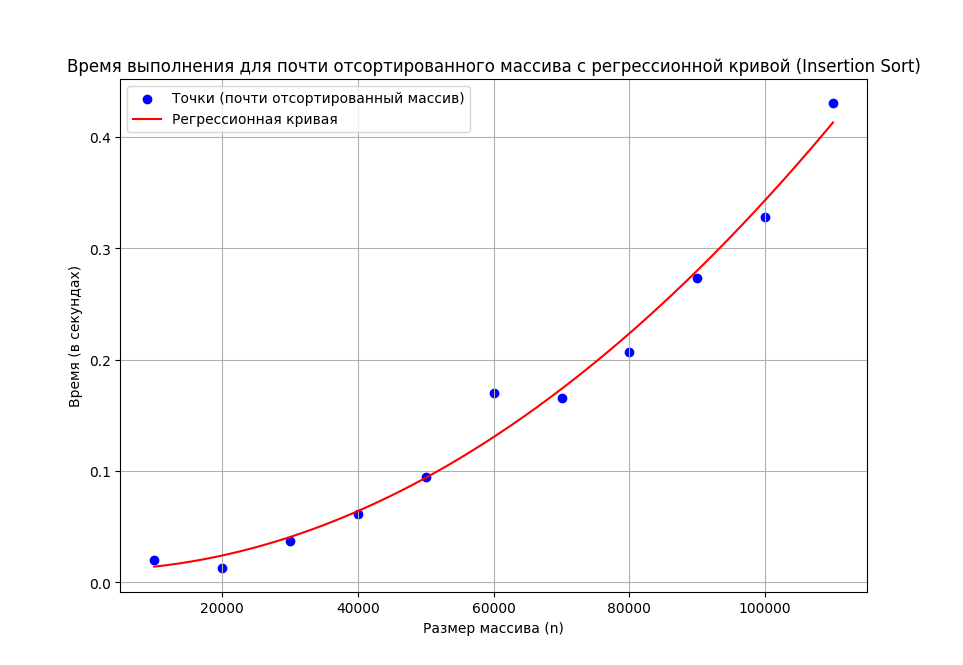 Время выполнения для почти отсортированного массива с регрессионной кривой (Insertion Sort)
Точки (почти отсортированный массив)
Регрессионная кривая
0.4
0.3
0.2
0.1
0.0
Время (в секундах)
20000
40000
60000
80000
100000
Размер массива (n)